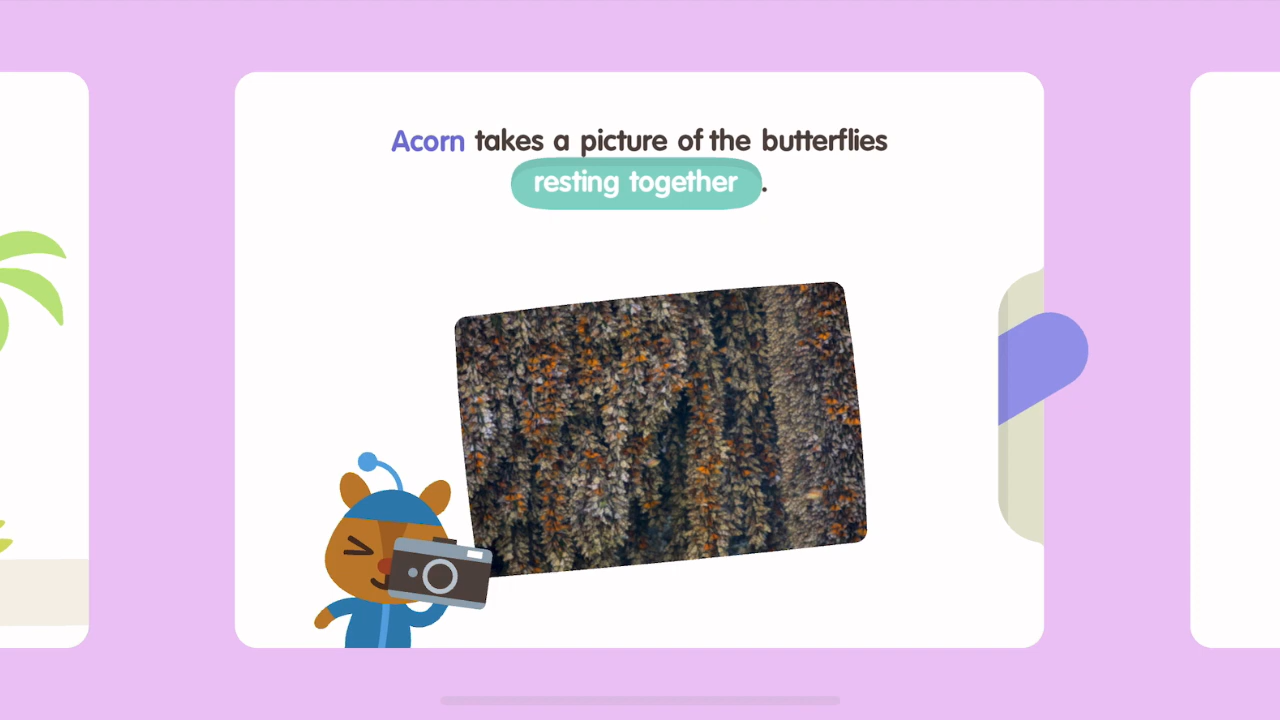 Acorn takes a picture of the butterflies
resting together.